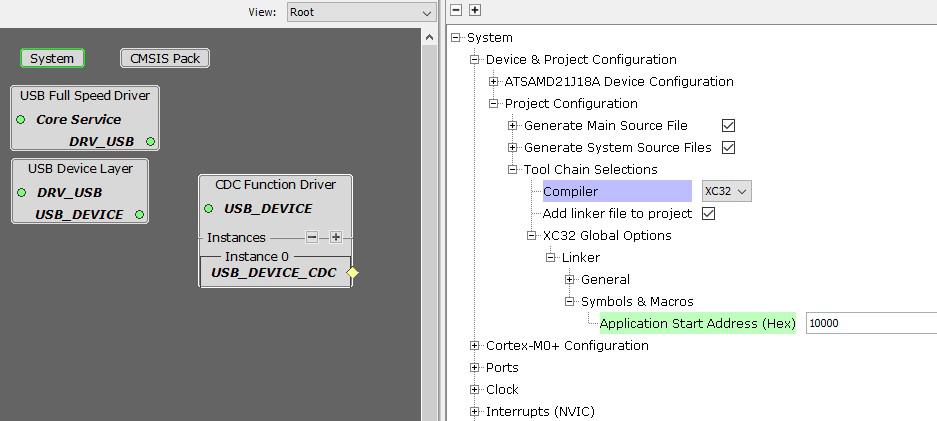 View: Root
System
CMSIS Pack
USB Full Speed Driver
Core Service
DRV_USB
USB Device Layer
DRV_USB
USB_DEVICE
CDC Function Driver
USB_DEVICE
Instances
Instance 0
USB_DEVICE_CDC
System
Device & Project Configuration
ATSAMD21J18A Device Configuration
Project Configuration
Generate Main Source File
Generate System Source Files
Tool Chain Selections
Compiler XC32
Add linker file to project
XC32 Global Options
Linker
General
Symbols & Macros
Application Start Address (Hex) 10000
Cortex-M0+ Configuration
Ports
Clock
Interrupts (NVIC)